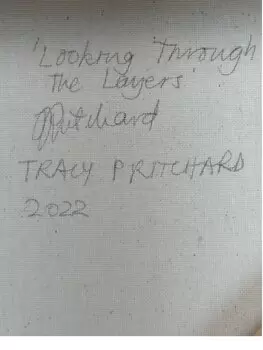 'Looking Through
The Layers'
Pritchard
TRACY PRITCHARD
2022